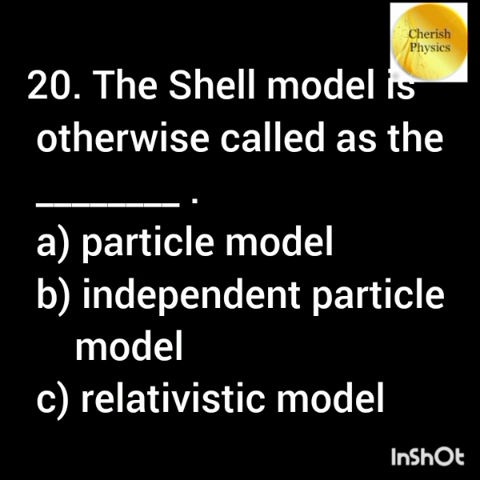 Cherish
Physics
20. The Shell model is
otherwise called as the
________ .
a) particle model
b) independent particle
model
c) relativistic model
InShOt